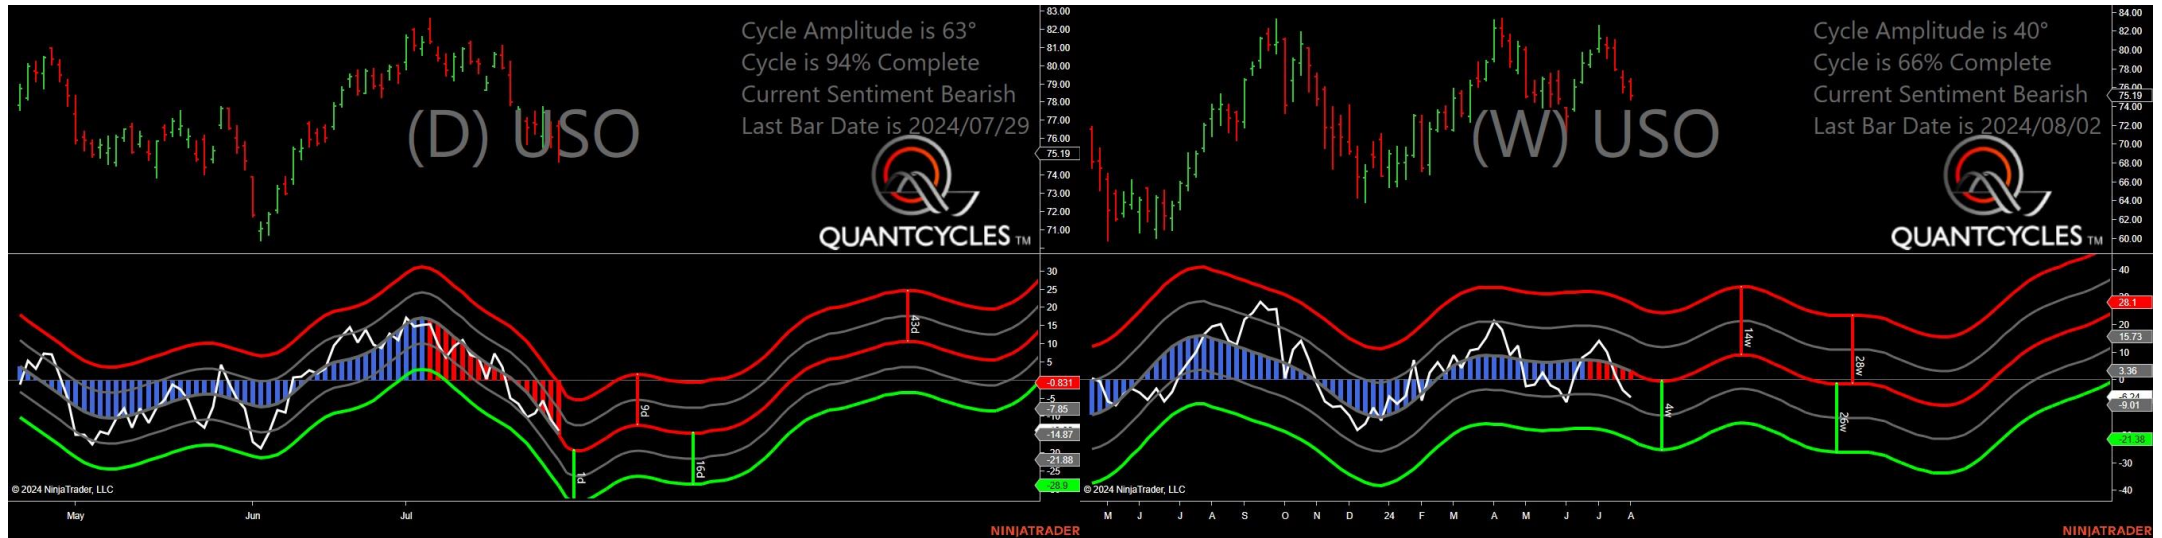 Cycle Amplitude is 63°
Cycle is 94% Complete
Current Sentiment Bearish
Last Bar Date is 2024/07/29
(D) USO
QUANTCYCLES TM
83.00
82.00
81.00
80.00
79.00
78.00
77.00
76.00
75.19
74.00
73.00
72.00
71.00
30
25
20
15
10
5
-0.831
-5
-7.85
-14.87
-21.88
-25
-28.9
1d
9d
16d
43d
© 2024 NinjaTrader, LLC
May Jun Jul
NINJATRADER
Cycle Amplitude is 40°
Cycle is 66% Complete
Current Sentiment Bearish
Last Bar Date is 2024/08/02
(W) USO
QUANTCYCLES TM
84.00
82.00
80.00
78.00
76.00
75.19
74.00
72.00
70.00
68.00
66.00
64.00
62.00
60.00
40
28.1
20
15.73
10
3.36
0
-6.24
-9.01
-21.38
-30
-40
4w
14w
26w
28w
© 2024 NinjaTrader, LLC
M J J A S O N D 24 F M A M J J A
NINJATRADER